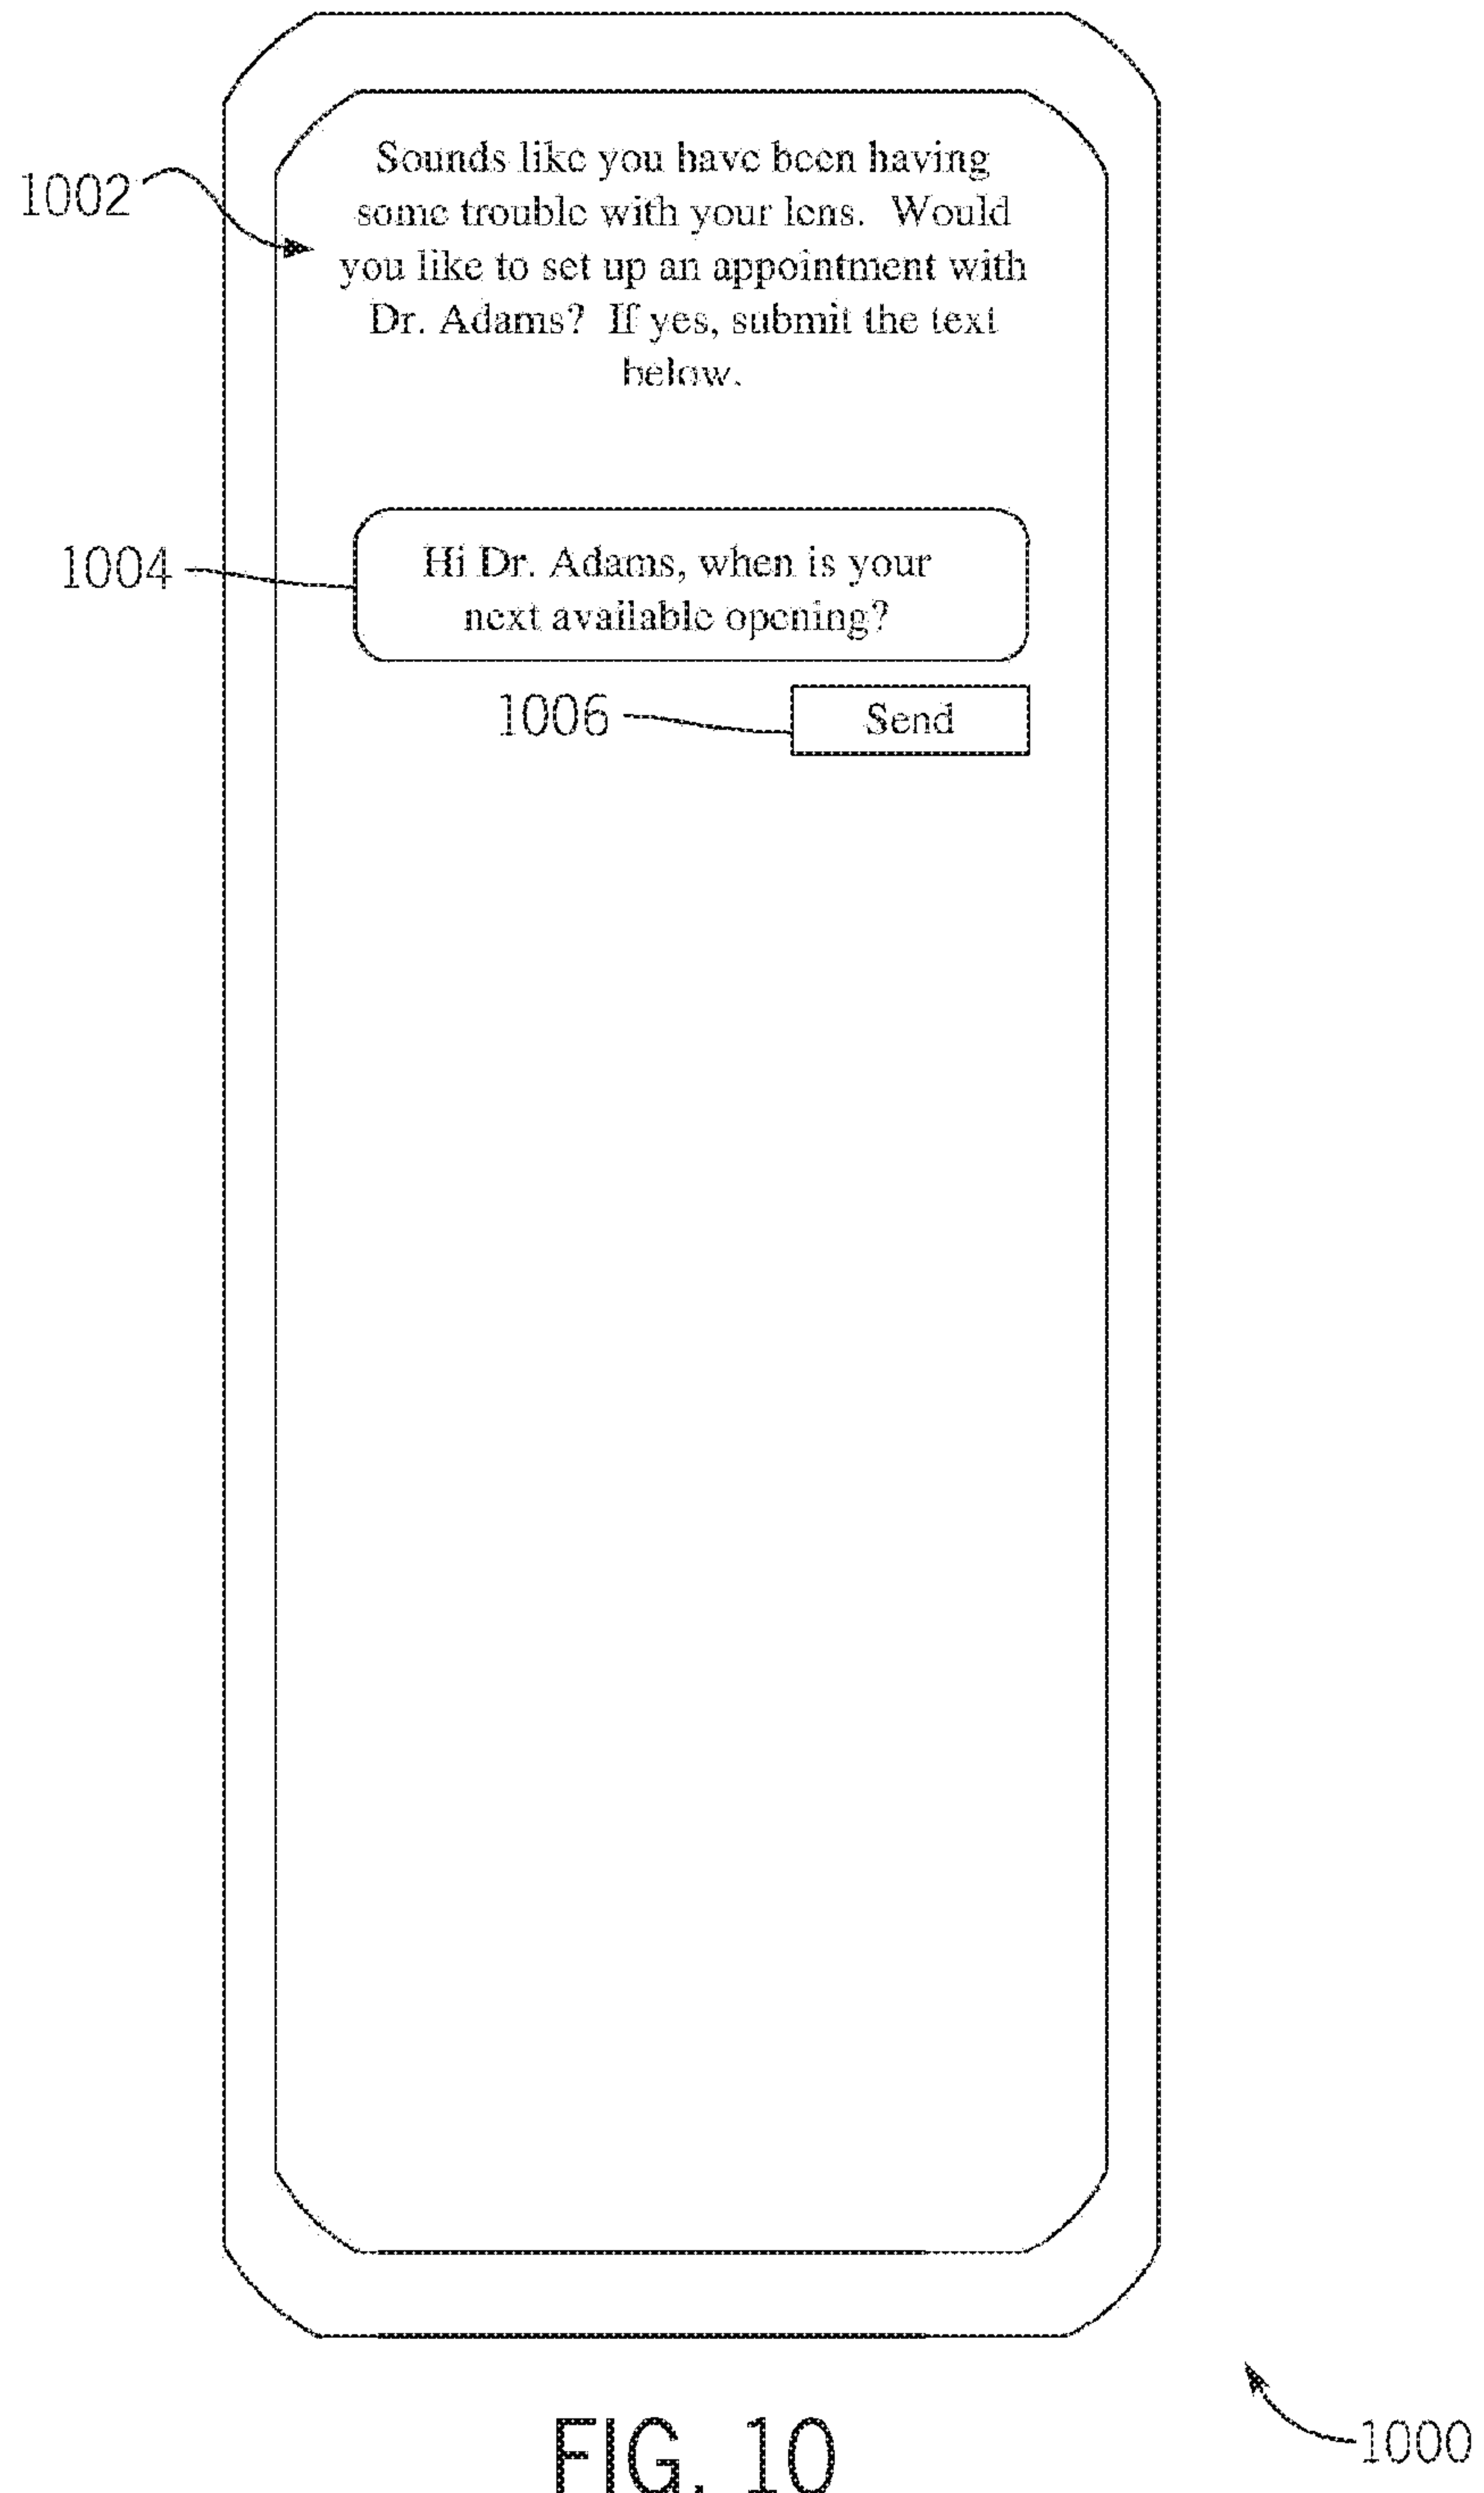 Sounds like you have been having
1002
some trouble with your lens. Would
you like to set up an appointment with
Dr. Adams? If yes, submit the text
below.
1004
Hi Dr. Adams, when is your
next available opening?
1006
Send
1000
FIG. 10